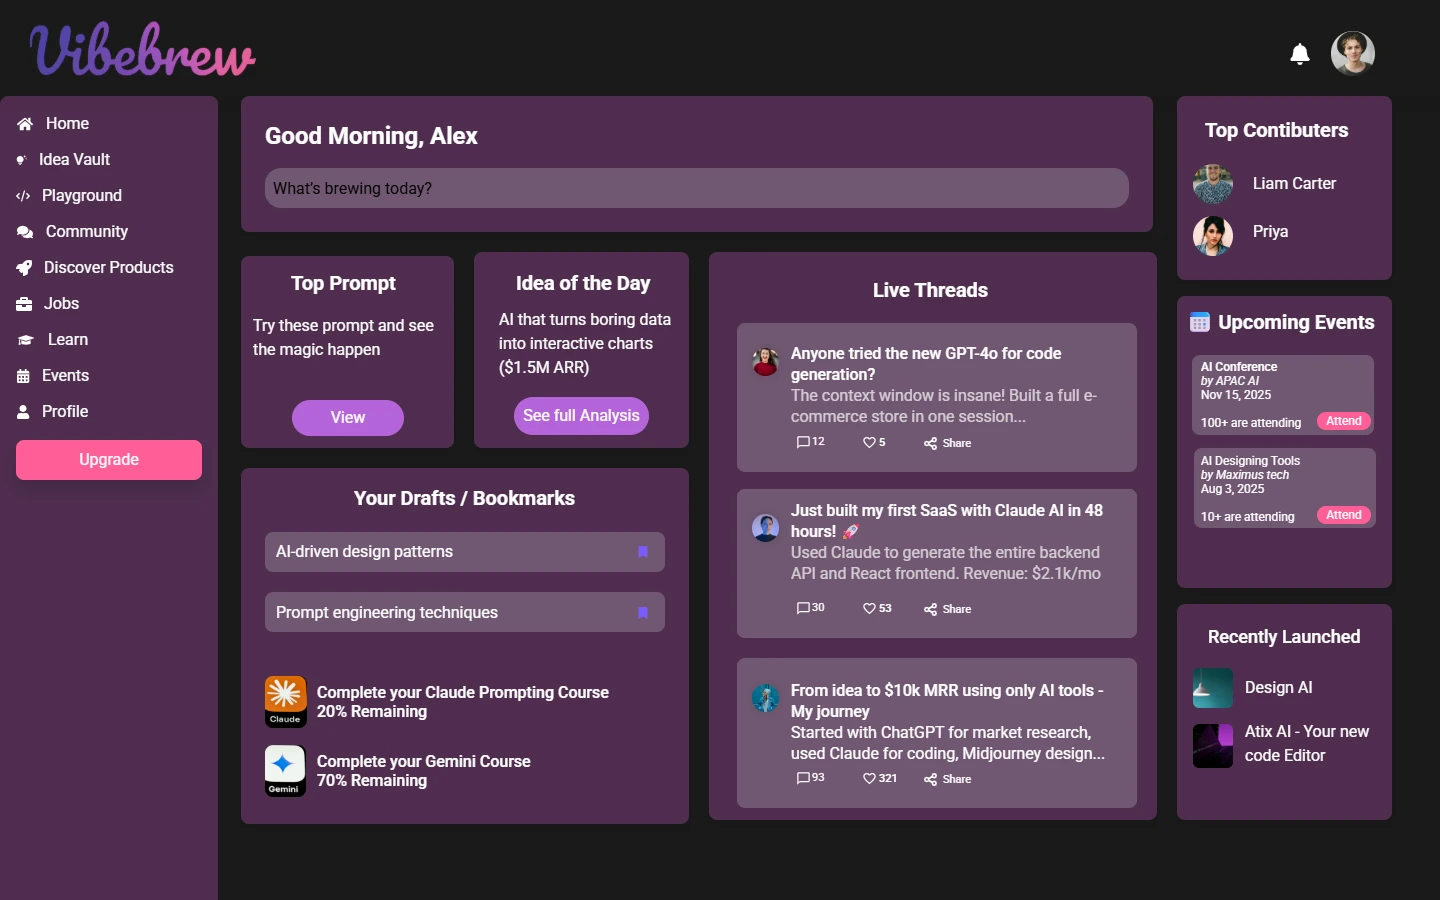 Vibebrew
Home
Idea Vault
Playground
Community
Discover Products
Jobs
Learn
Events
Profile
Upgrade
Good Morning, Alex
What's brewing today?
Top Prompt
Try these prompt and see
the magic happen
View
Idea of the Day
AI that turns boring data
into interactive charts
($1.5M ARR)
See full Analysis
Your Drafts / Bookmarks
AI-driven design patterns
Prompt engineering techniques
Claude
Complete your Claude Prompting Course
20% Remaining
Gemini
Complete your Gemini Course
70% Remaining
Live Threads
Anyone tried the new GPT-4o for code
generation?
The context window is insane! Built a full e-
commerce store in one session...
12 5 Share
Just built my first SaaS with Claude AI in 48
hours! 🚀
Used Claude to generate the entire backend
API and React frontend. Revenue: $2.1k/mo
30 53 Share
From idea to $10k MRR using only AI tools -
My journey
Started with ChatGPT for market research,
used Claude for coding, Midjourney design...
93 321 Share
Top Contibuters
Liam Carter
Priya
Upcoming Events
AI Conference
by APAC AI
Nov 15, 2025
100+ are attending Attend
AI Designing Tools
by Maximus tech
Aug 3, 2025
10+ are attending Attend
Recently Launched
Design AI
Atix AI - Your new
code Editor